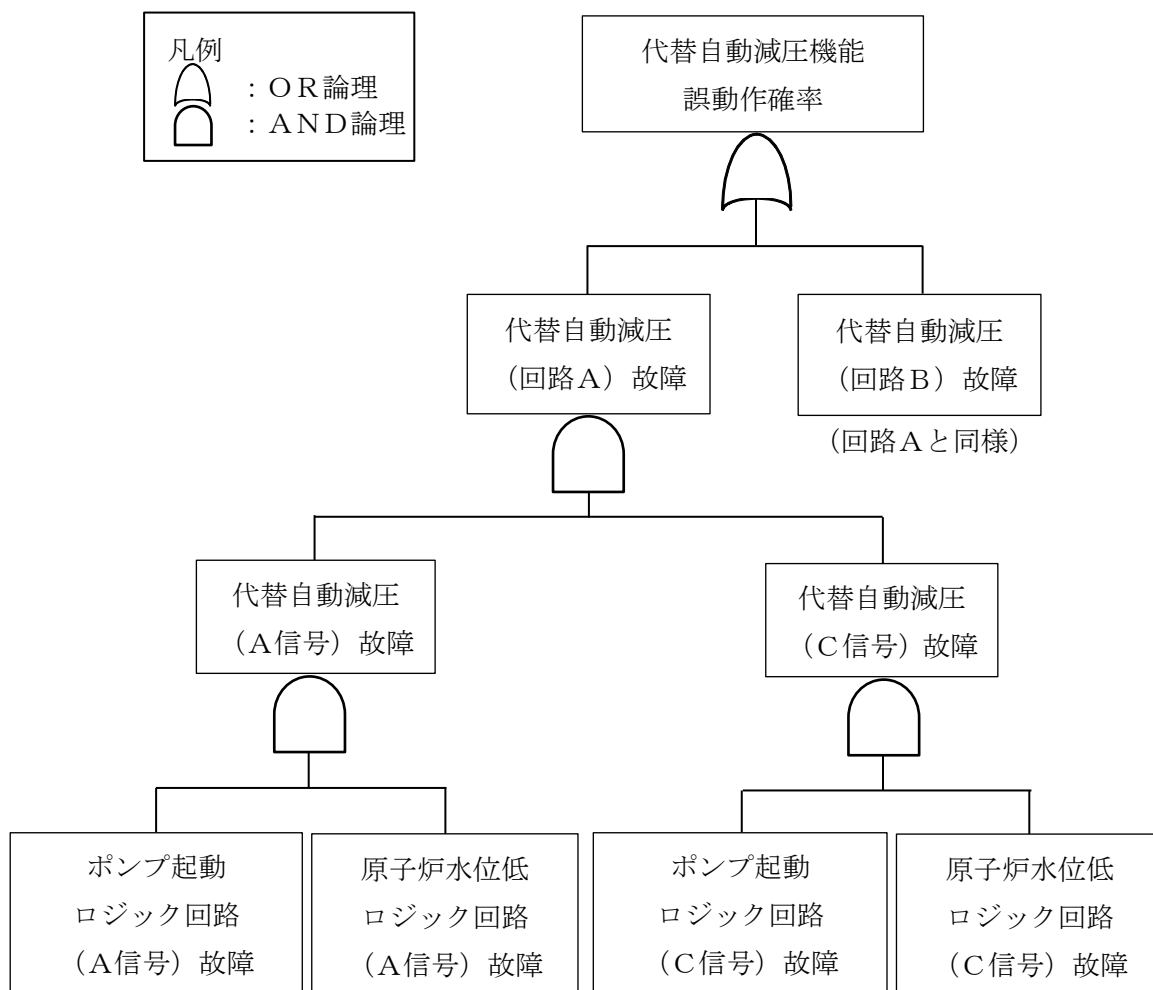 凡例
：ＯＲ論理
：ＡＮＤ論理
代替自動減圧機能
誤動作確率
代替自動減圧
（回路Ａ）故障
代替自動減圧
（回路Ｂ）故障
（回路Ａと同様）
代替自動減圧
（Ａ信号）故障
代替自動減圧
（Ｃ信号）故障
ポンプ起動
ロジック回路
（Ａ信号）故障
原子炉水位低
ロジック回路
（Ａ信号）故障
ポンプ起動
ロジック回路
（Ｃ信号）故障
原子炉水位低
ロジック回路
（Ｃ信号）故障